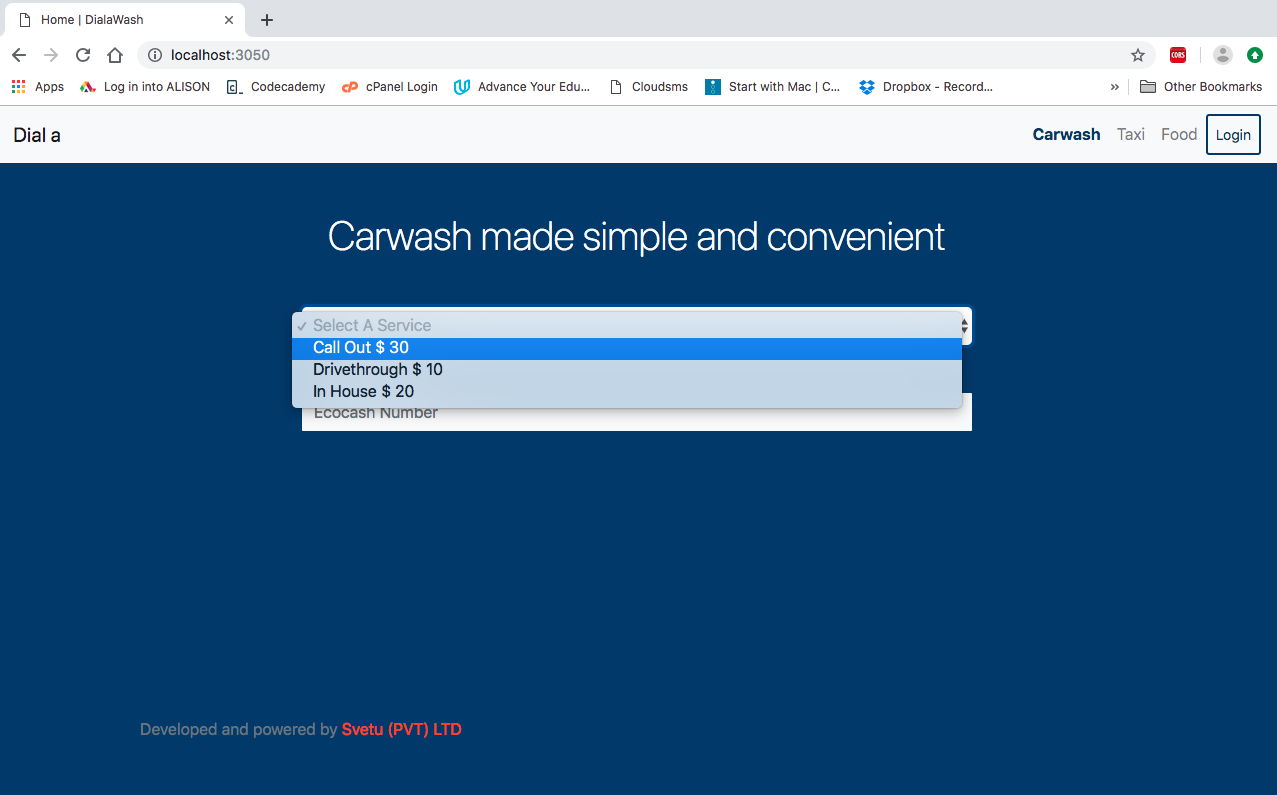 Home | DialaWash
localhost:3050
CORS
Apps Log in into ALISON Codecademy cPanel Login Advance Your Edu... Cloudsms Start with Mac | C... Dropbox - Record... » Other Bookmarks
Dial a Carwash Taxi Food Login
Carwash made simple and convenient
✓ Select A Service
Call Out $ 30
Drivethrough $ 10
In House $ 20
Ecocash Number
Developed and powered by Svetu (PVT) LTD